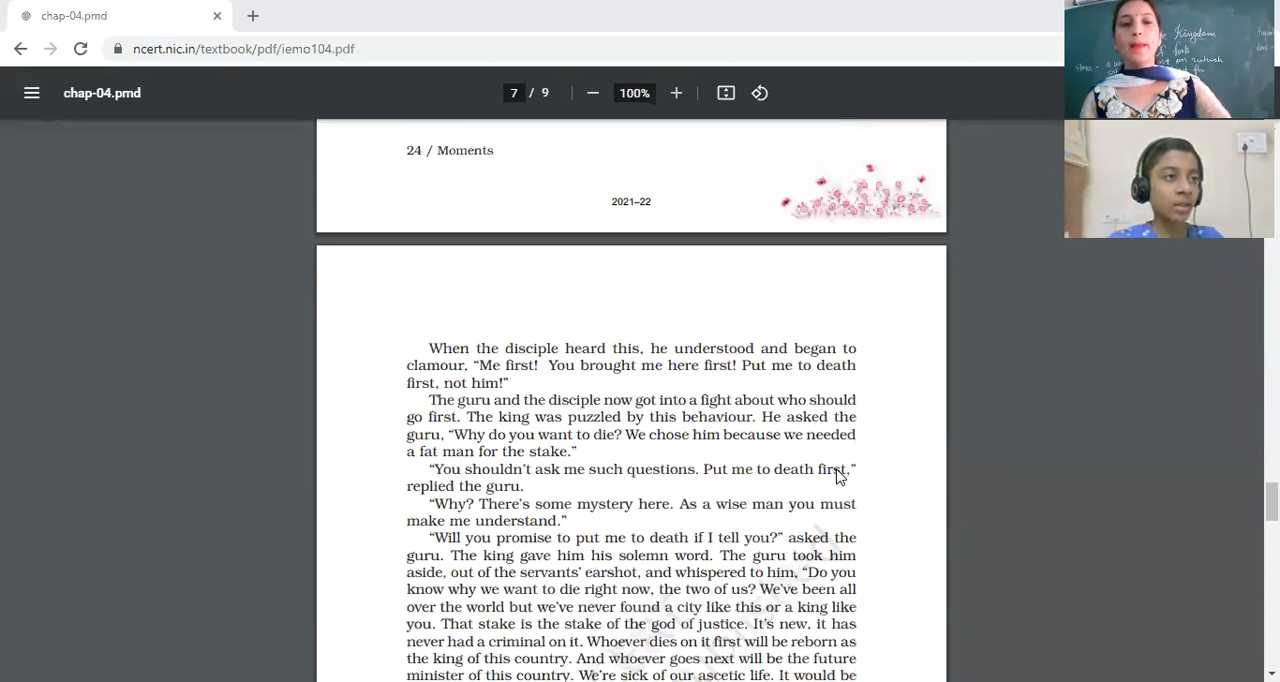 chap-04.pmd
ncert.nic.in/textbook/pdf/iemo104.pdf
chap-04.pmd
7 / 9
100%
Kingdom
24 / Moments
2021–22
When the disciple heard this, he understood and began to
clamour, “Me first! You brought me here first! Put me to death
first, not him!”
The guru and the disciple now got into a fight about who should
go first. The king was puzzled by this behaviour. He asked the
guru, “Why do you want to die? We chose him because we needed
a fat man for the stake.”
“You shouldn’t ask me such questions. Put me to death first,”
replied the guru.
“Why? There’s some mystery here. As a wise man you must
make me understand.”
“Will you promise to put me to death if I tell you?” asked the
guru. The king gave him his solemn word. The guru took him
aside, out of the servants’ earshot, and whispered to him, “Do you
know why we want to die right now, the two of us? We’ve been all
over the world but we’ve never found a city like this or a king like
you. That stake is the stake of the god of justice. It’s new, it has
never had a criminal on it. Whoever dies on it first will be reborn as
the king of this country. And whoever goes next will be the future
minister of this country. We’re sick of our ascetic life. It would be